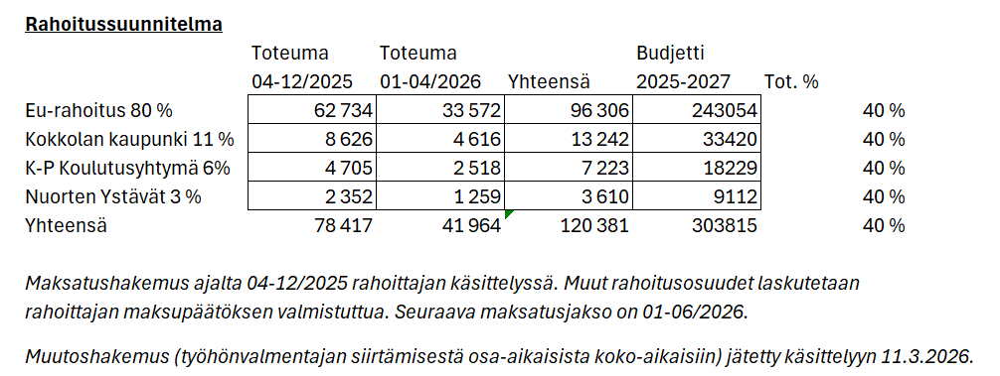 Rahoitussuunnitelma
Toteuma Toteuma Budjetti
04-12/2025 01-04/2026 Yhteensä 2025-2027 Tot. %
Eu-rahoitus 80 % 62 734 33 572 96 306 243054 40 %
Kokkolan kaupunki 11 % 8 626 4 616 13 242 33420 40 %
K-P Koulutusyhtymä 6% 4 705 2 518 7 223 18229 40 %
Nuorten Ystävät 3 % 2 352 1 259 3 610 9112 40 %
Yhteensä 78 417 41 964 120 381 303815 40 %
Maksatushakemus ajalta 04-12/2025 rahoittajan käsittelyssä. Muut rahoitusosuudet laskutetaan
rahoittajan maksupäätöksen valmistuttua. Seuraava maksatusjakso on 01-06/2026.
Muutoshakemus (työhönvalmentajan siirtämisestä osa-aikaisista koko-aikaisiin) jätetty käsittelyyn 11.3.2026.